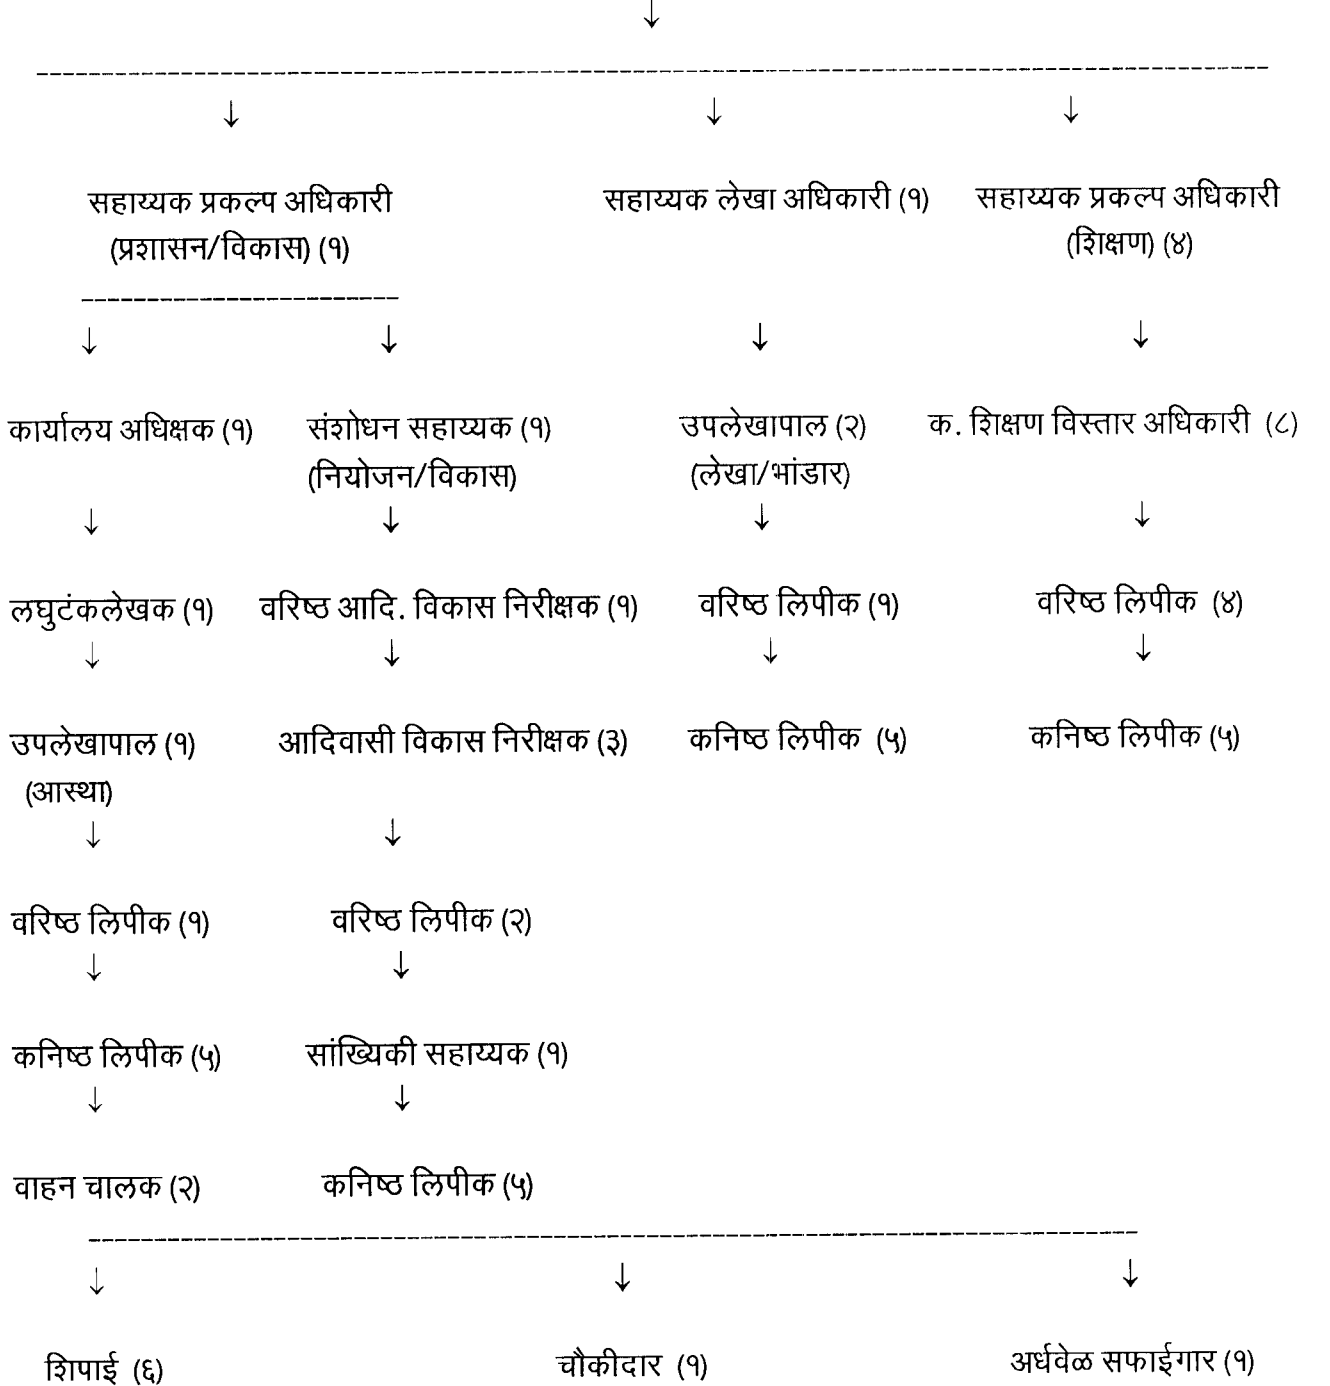 सहाय्यक प्रकल्प अधिकारी सहाय्यक लेखा अधिकारी (१) सहाय्यक प्रकल्प अधिकारी
(प्रशासन/विकास) (१) (शिक्षण) (४)
कार्यालय अधिक्षक (१) संशोधन सहाय्यक (१) उपलेखापाल (२) क. शिक्षण विस्तार अधिकारी (८)
(नियोजन/विकास) (लेखा/भांडार)
लघुटंकलेखक (१) वरिष्ठ आदि. विकास निरीक्षक (१) वरिष्ठ लिपीक (१) वरिष्ठ लिपीक (४)
उपलेखापाल (१) आदिवासी विकास निरीक्षक (३) कनिष्ठ लिपीक (५) कनिष्ठ लिपीक (५)
(आस्था)
वरिष्ठ लिपीक (१) वरिष्ठ लिपीक (२)
कनिष्ठ लिपीक (५) सांख्यिकी सहाय्यक (१)
वाहन चालक (२) कनिष्ठ लिपीक (५)
शिपाई (६) चौकीदार (१) अर्धवेळ सफाईगार (१)